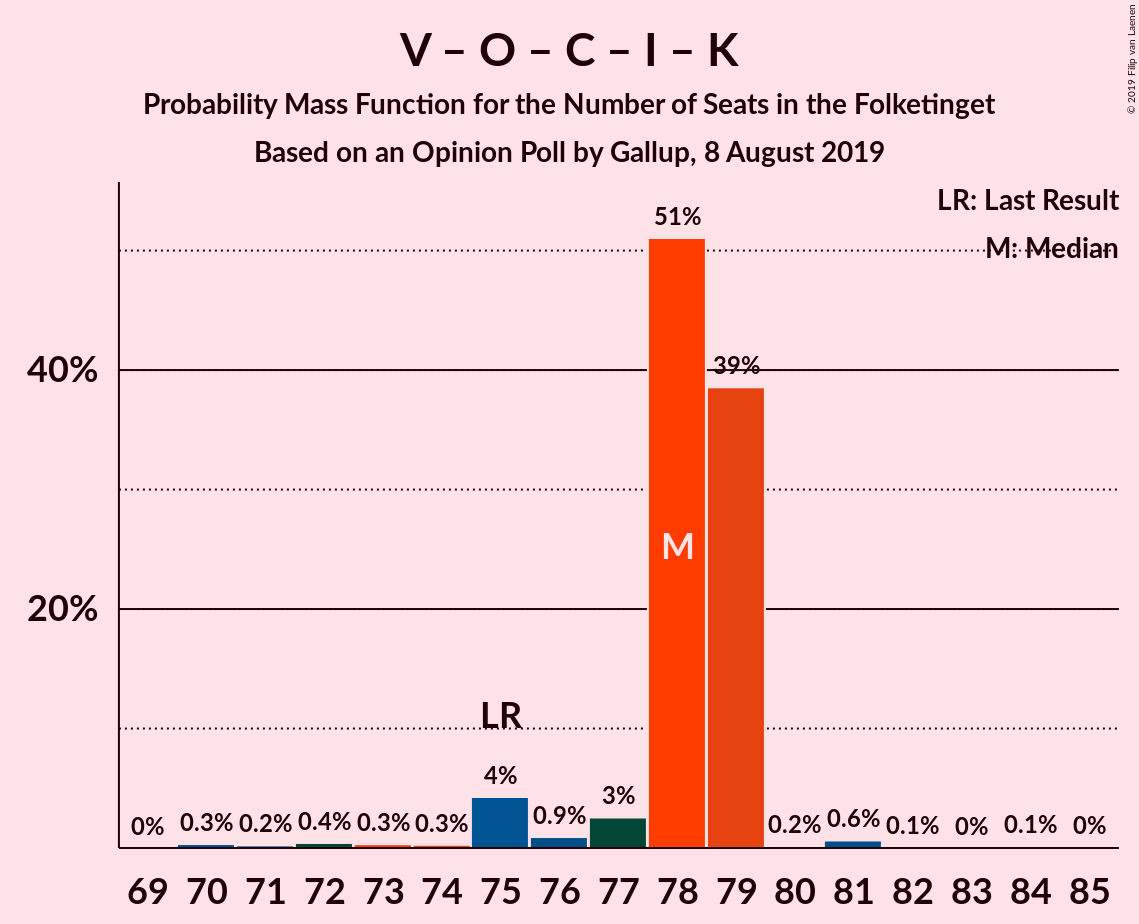 V – O – C – I – K
Probability Mass Function for the Number of Seats in the Folketinget
Based on an Opinion Poll by Gallup, 8 August 2019
© 2019 Filip van Laenen
LR: Last Result
M: Median
51%
39%
40%
M
20%
LR
4%
3%
0% 0.3% 0.2% 0.4% 0.3% 0.3% 0.9% 0.2% 0.6% 0.1% 0% 0.1% 0%
69 70 71 72 73 74 75 76 77 78 79 80 81 82 83 84 85